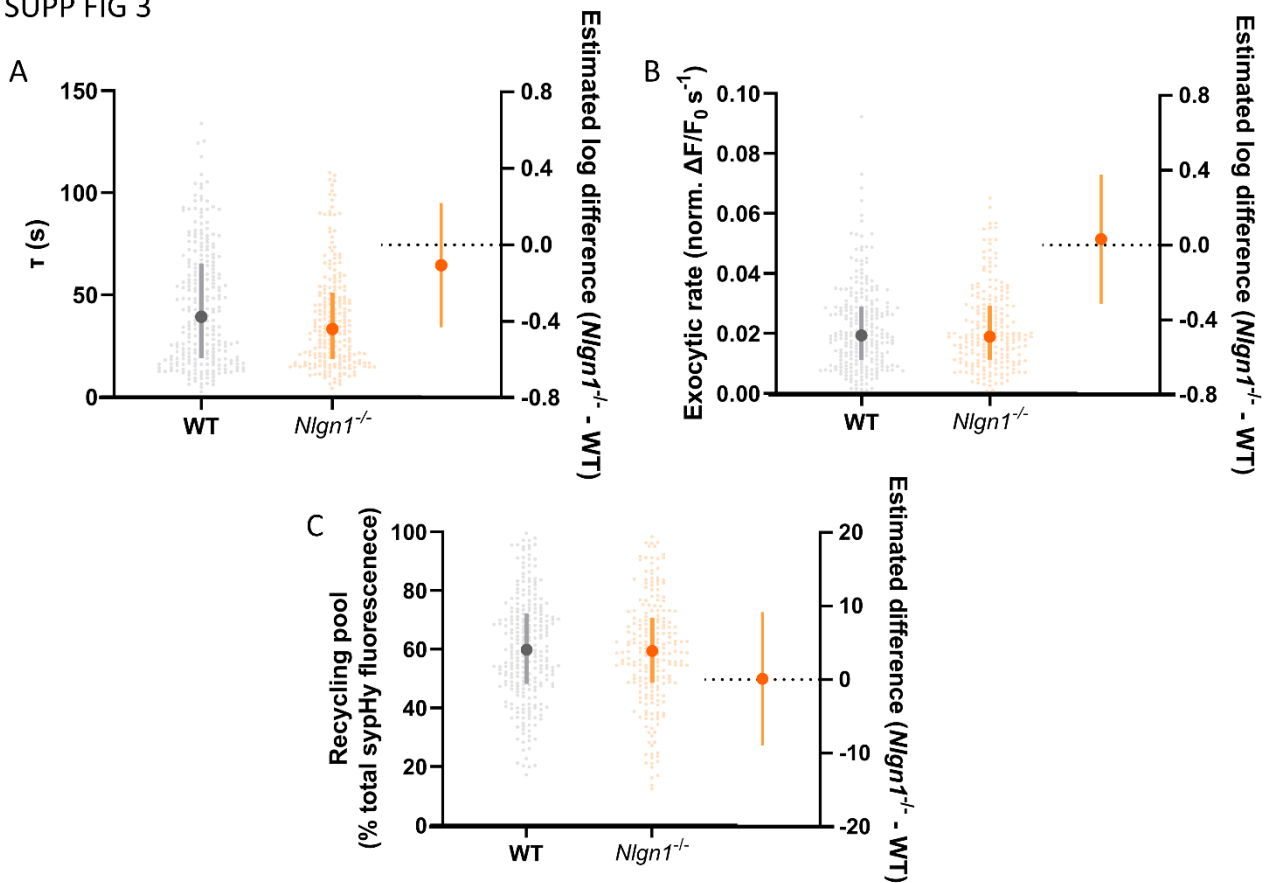 SUPP FIG 3
A
τ (s)
150
100
50
0
WT
Nlgn1-/-
0.8
0.4
0.0
-0.4
-0.8
Estimated log difference (Nlgn1-/- - WT)
B
Exocytic rate (norm. ΔF/F0 s-1)
0.10
0.08
0.06
0.04
0.02
0.00
WT
Nlgn1-/-
0.8
0.4
0.0
-0.4
-0.8
Estimated log difference (Nlgn1-/- - WT)
C
Recycling pool
(% total sypHy fluorescenece)
100
80
60
40
20
0
WT
Nlgn1-/-
20
10
0
-10
-20
Estimated difference (Nlgn1-/- - WT)